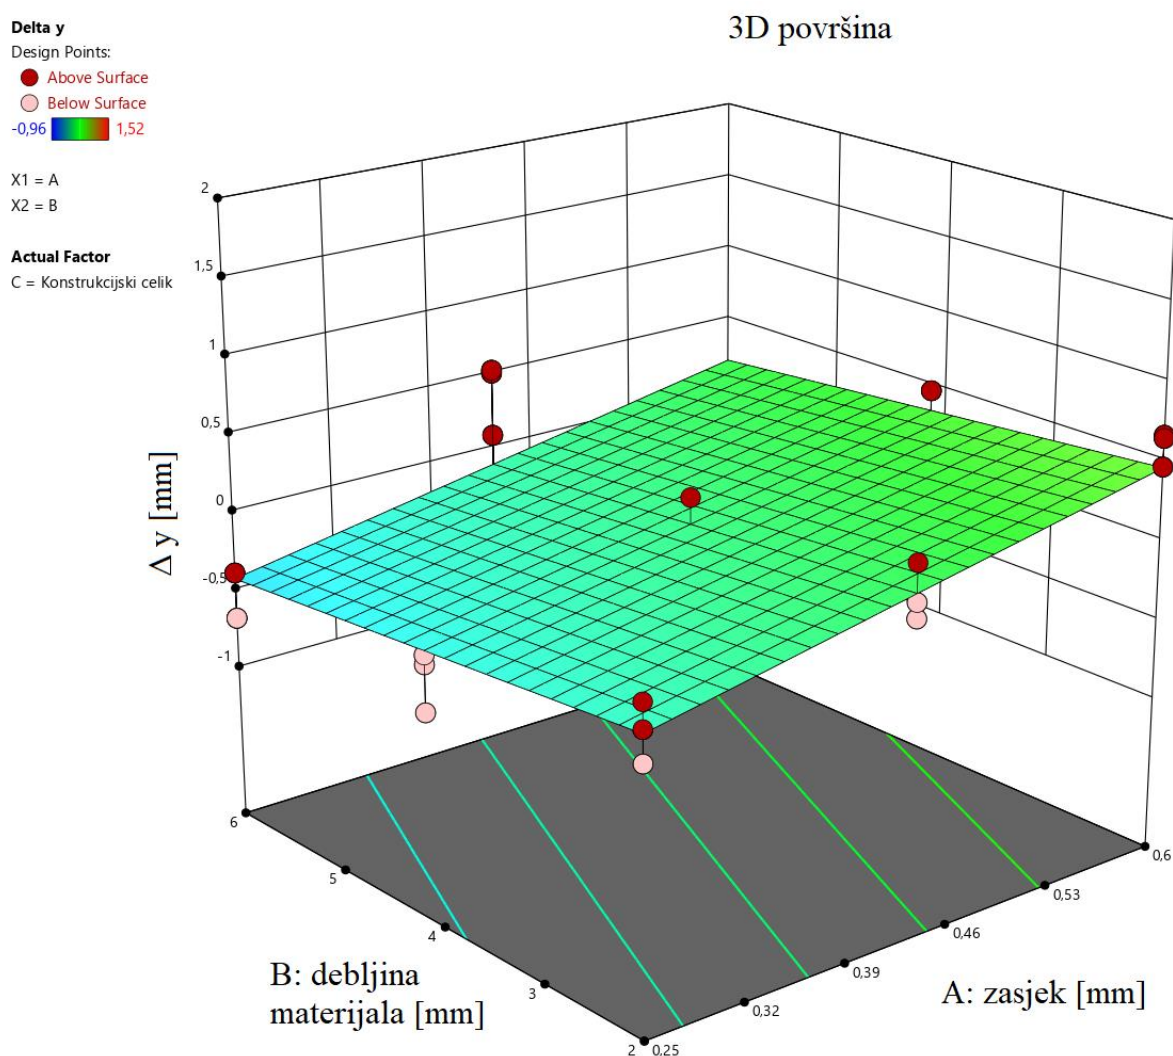 3D površina
Delta y
Design Points:
Above Surface
Below Surface
-0,96 1,52
X1 = A
X2 = B
Actual Factor
C = Konstrukcijski celik
2
1,5
1
0,5
0
-0,5
-1
Δ y [mm]
6
5
4
3
2
B: debljina
materijala [mm]
0,25
0,32
0,39
0,46
0,53
0,6
A: zasjek [mm]